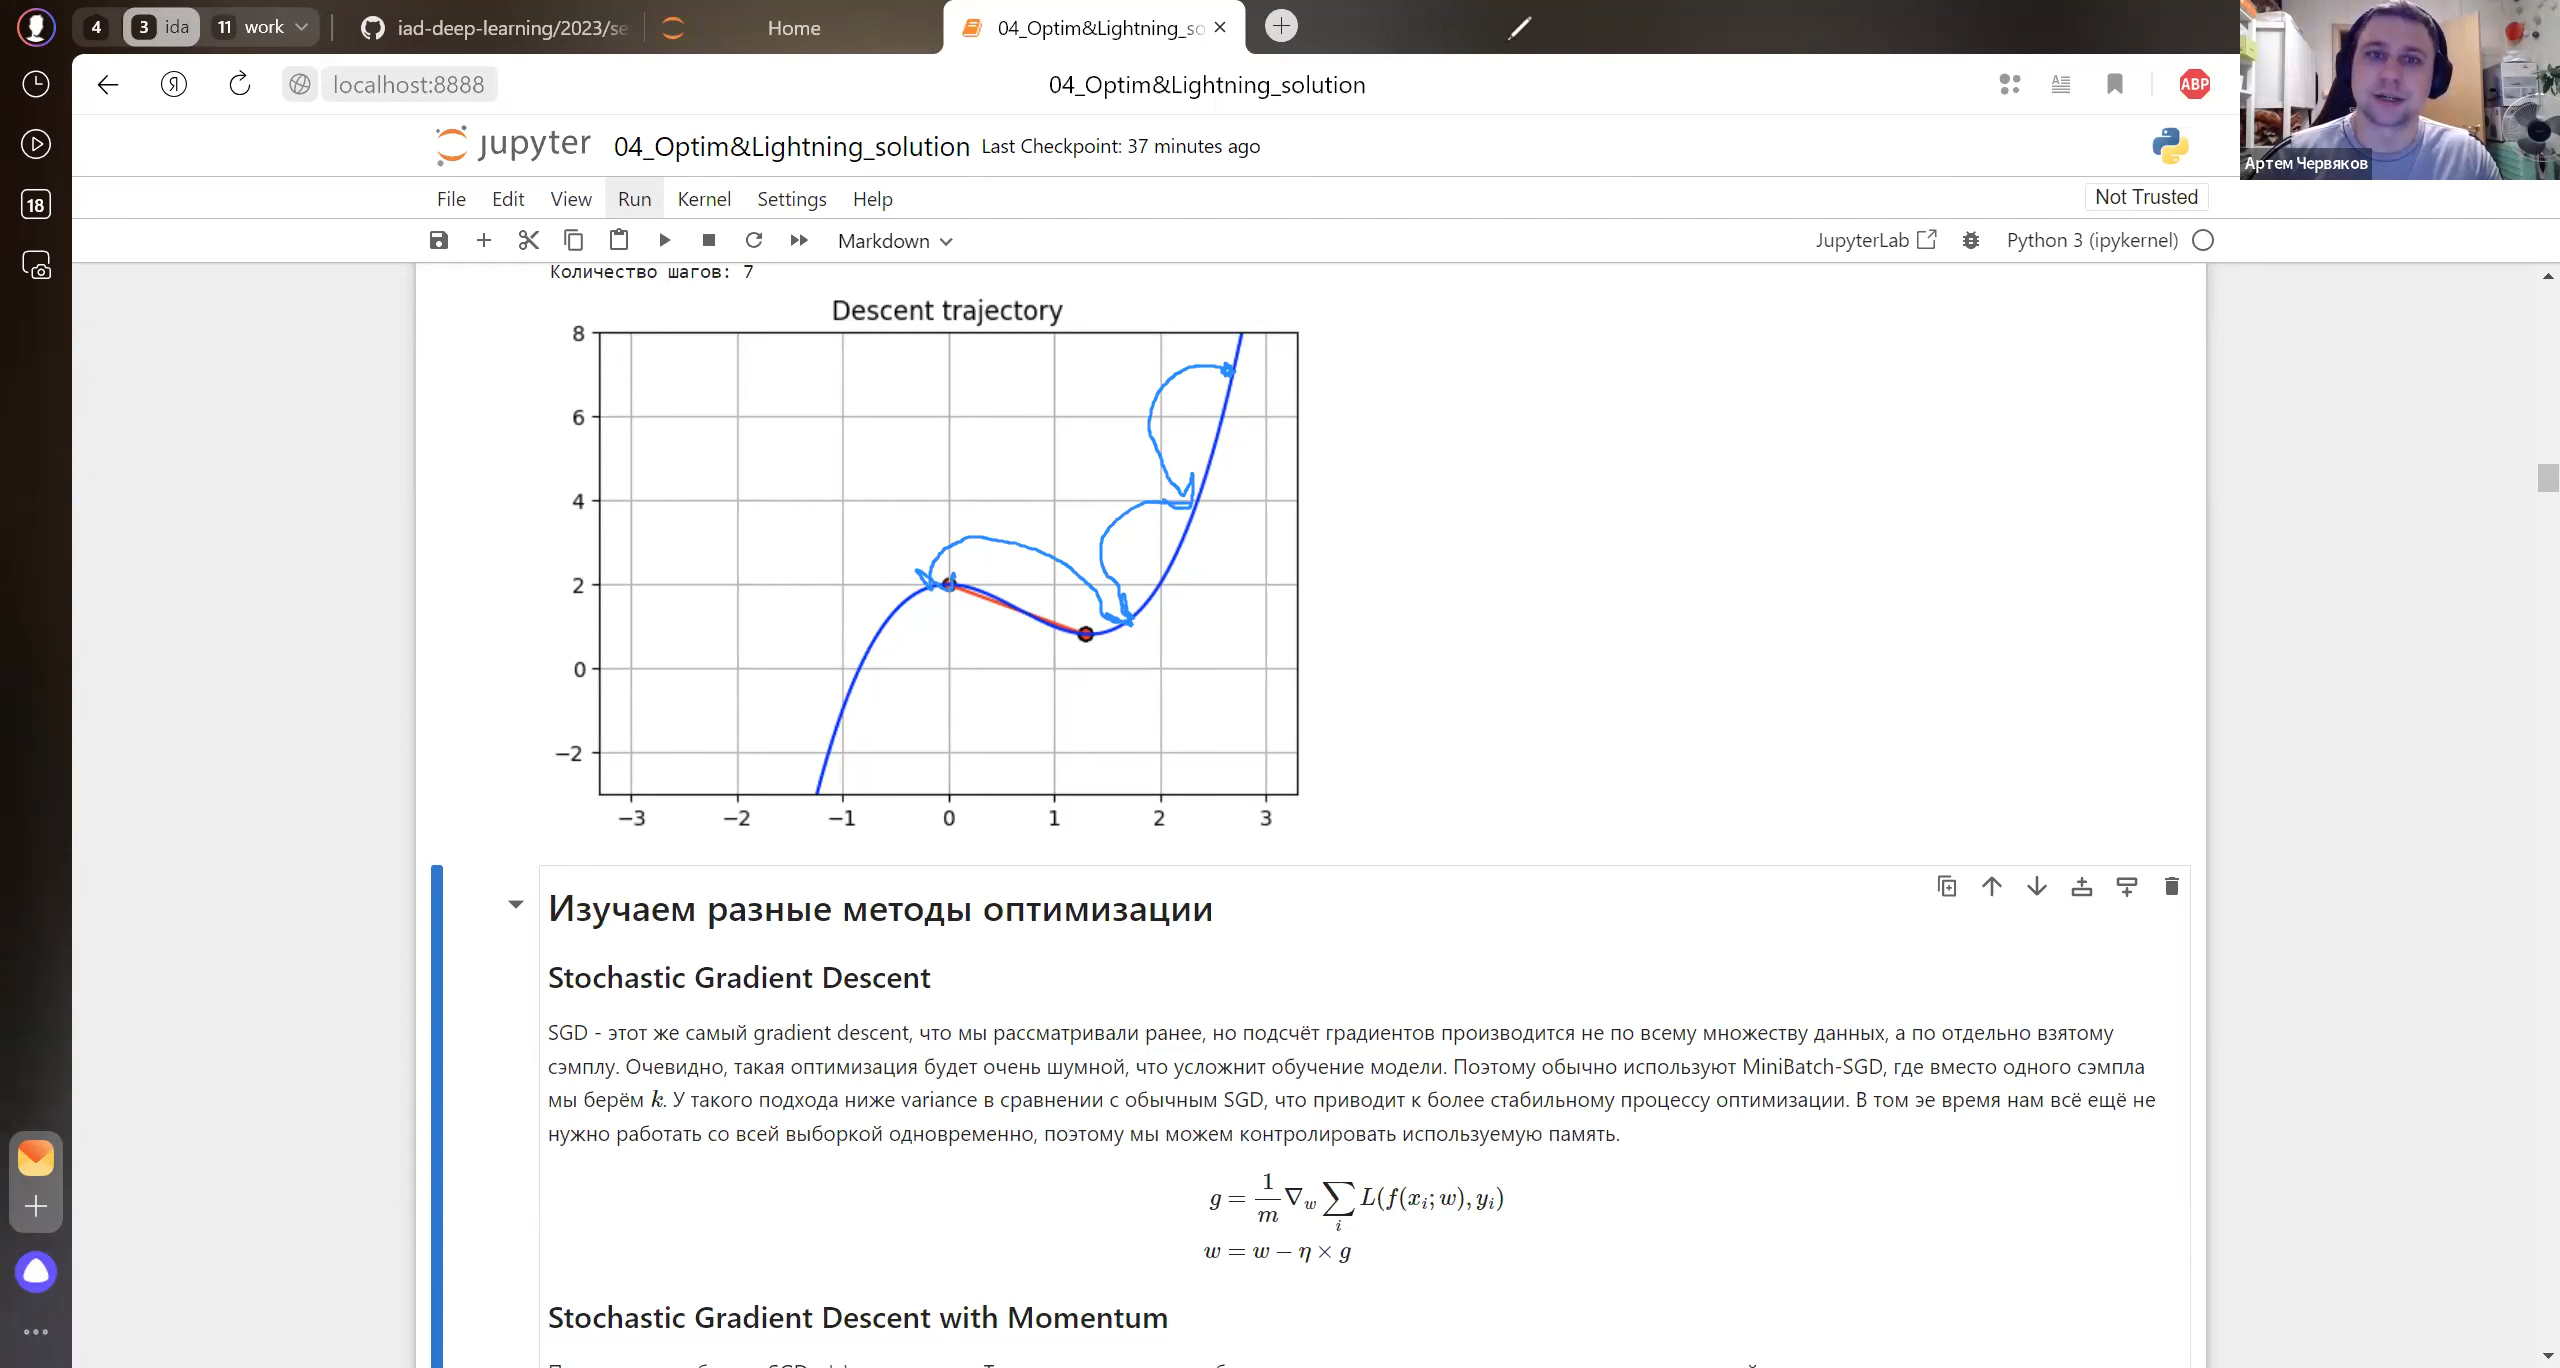 4
3 ida
11 work
iad-deep-learning/2023/se
Home
04_Optim&Lightning_so
localhost:8888
04_Optim&Lightning_solution
ABP
Артем Червяков
jupyter 04_Optim&Lightning_solution Last Checkpoint: 37 minutes ago
18
File Edit View Run Kernel Settings Help
Not Trusted
Markdown
JupyterLab
Python 3 (ipykernel)
Количество шагов: 7
Descent trajectory
8
6
4
2
0
−2
−3 −2 −1 0 1 2 3
Изучаем разные методы оптимизации
Stochastic Gradient Descent
SGD - этот же самый gradient descent, что мы рассматривали ранее, но подсчёт градиентов производится не по всему множеству данных, а по отдельно взятому
сэмплу. Очевидно, такая оптимизация будет очень шумной, что усложнит обучение модели. Поэтому обычно используют MiniBatch-SGD, где вместо одного сэмпла
мы берём k. У такого подхода ниже variance в сравнении с обычным SGD, что приводит к более стабильному процессу оптимизации. В том эе время нам всё ещё не
нужно работать со всей выборкой одновременно, поэтому мы можем контролировать используемую память.
g = 1/m ∇_w ∑_i L(f(x_i; w), y_i)
w = w − η × g
Stochastic Gradient Descent with Momentum